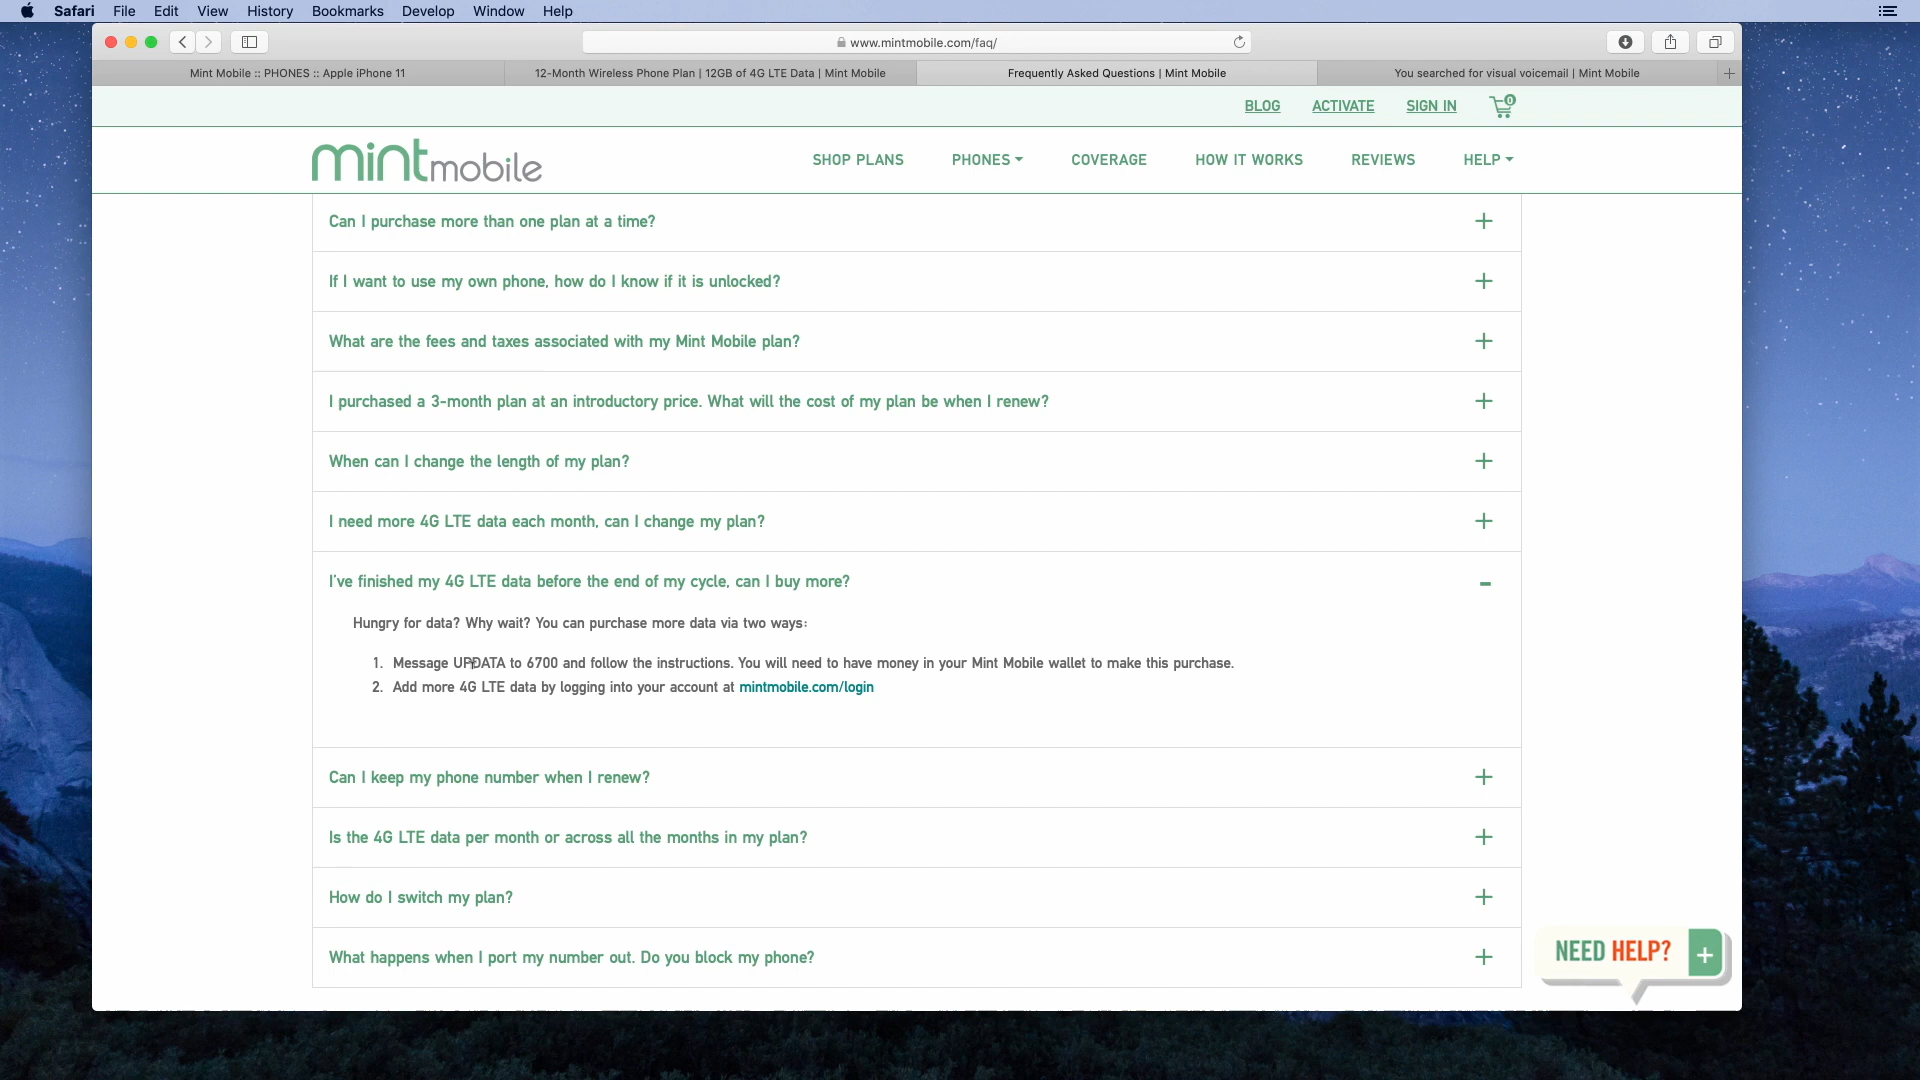 Safari File Edit View History Bookmarks Develop Window Help
www.mintmobile.com/faq/
Mint Mobile :: PHONES :: Apple iPhone 11
12-Month Wireless Phone Plan | 12GB of 4G LTE Data | Mint Mobile
Frequently Asked Questions | Mint Mobile
You searched for visual voicemail | Mint Mobile
BLOG ACTIVATE SIGN IN 0
mintmobile
SHOP PLANS PHONES COVERAGE HOW IT WORKS REVIEWS HELP
Can I purchase more than one plan at a time?
If I want to use my own phone, how do I know if it is unlocked?
What are the fees and taxes associated with my Mint Mobile plan?
I purchased a 3-month plan at an introductory price. What will the cost of my plan be when I renew?
When can I change the length of my plan?
I need more 4G LTE data each month, can I change my plan?
I've finished my 4G LTE data before the end of my cycle, can I buy more?
Hungry for data? Why wait? You can purchase more data via two ways:
1. Message UPDATA to 6700 and follow the instructions. You will need to have money in your Mint Mobile wallet to make this purchase.
2. Add more 4G LTE data by logging into your account at mintmobile.com/login
Can I keep my phone number when I renew?
Is the 4G LTE data per month or across all the months in my plan?
How do I switch my plan?
What happens when I port my number out. Do you block my phone?
NEED HELP?